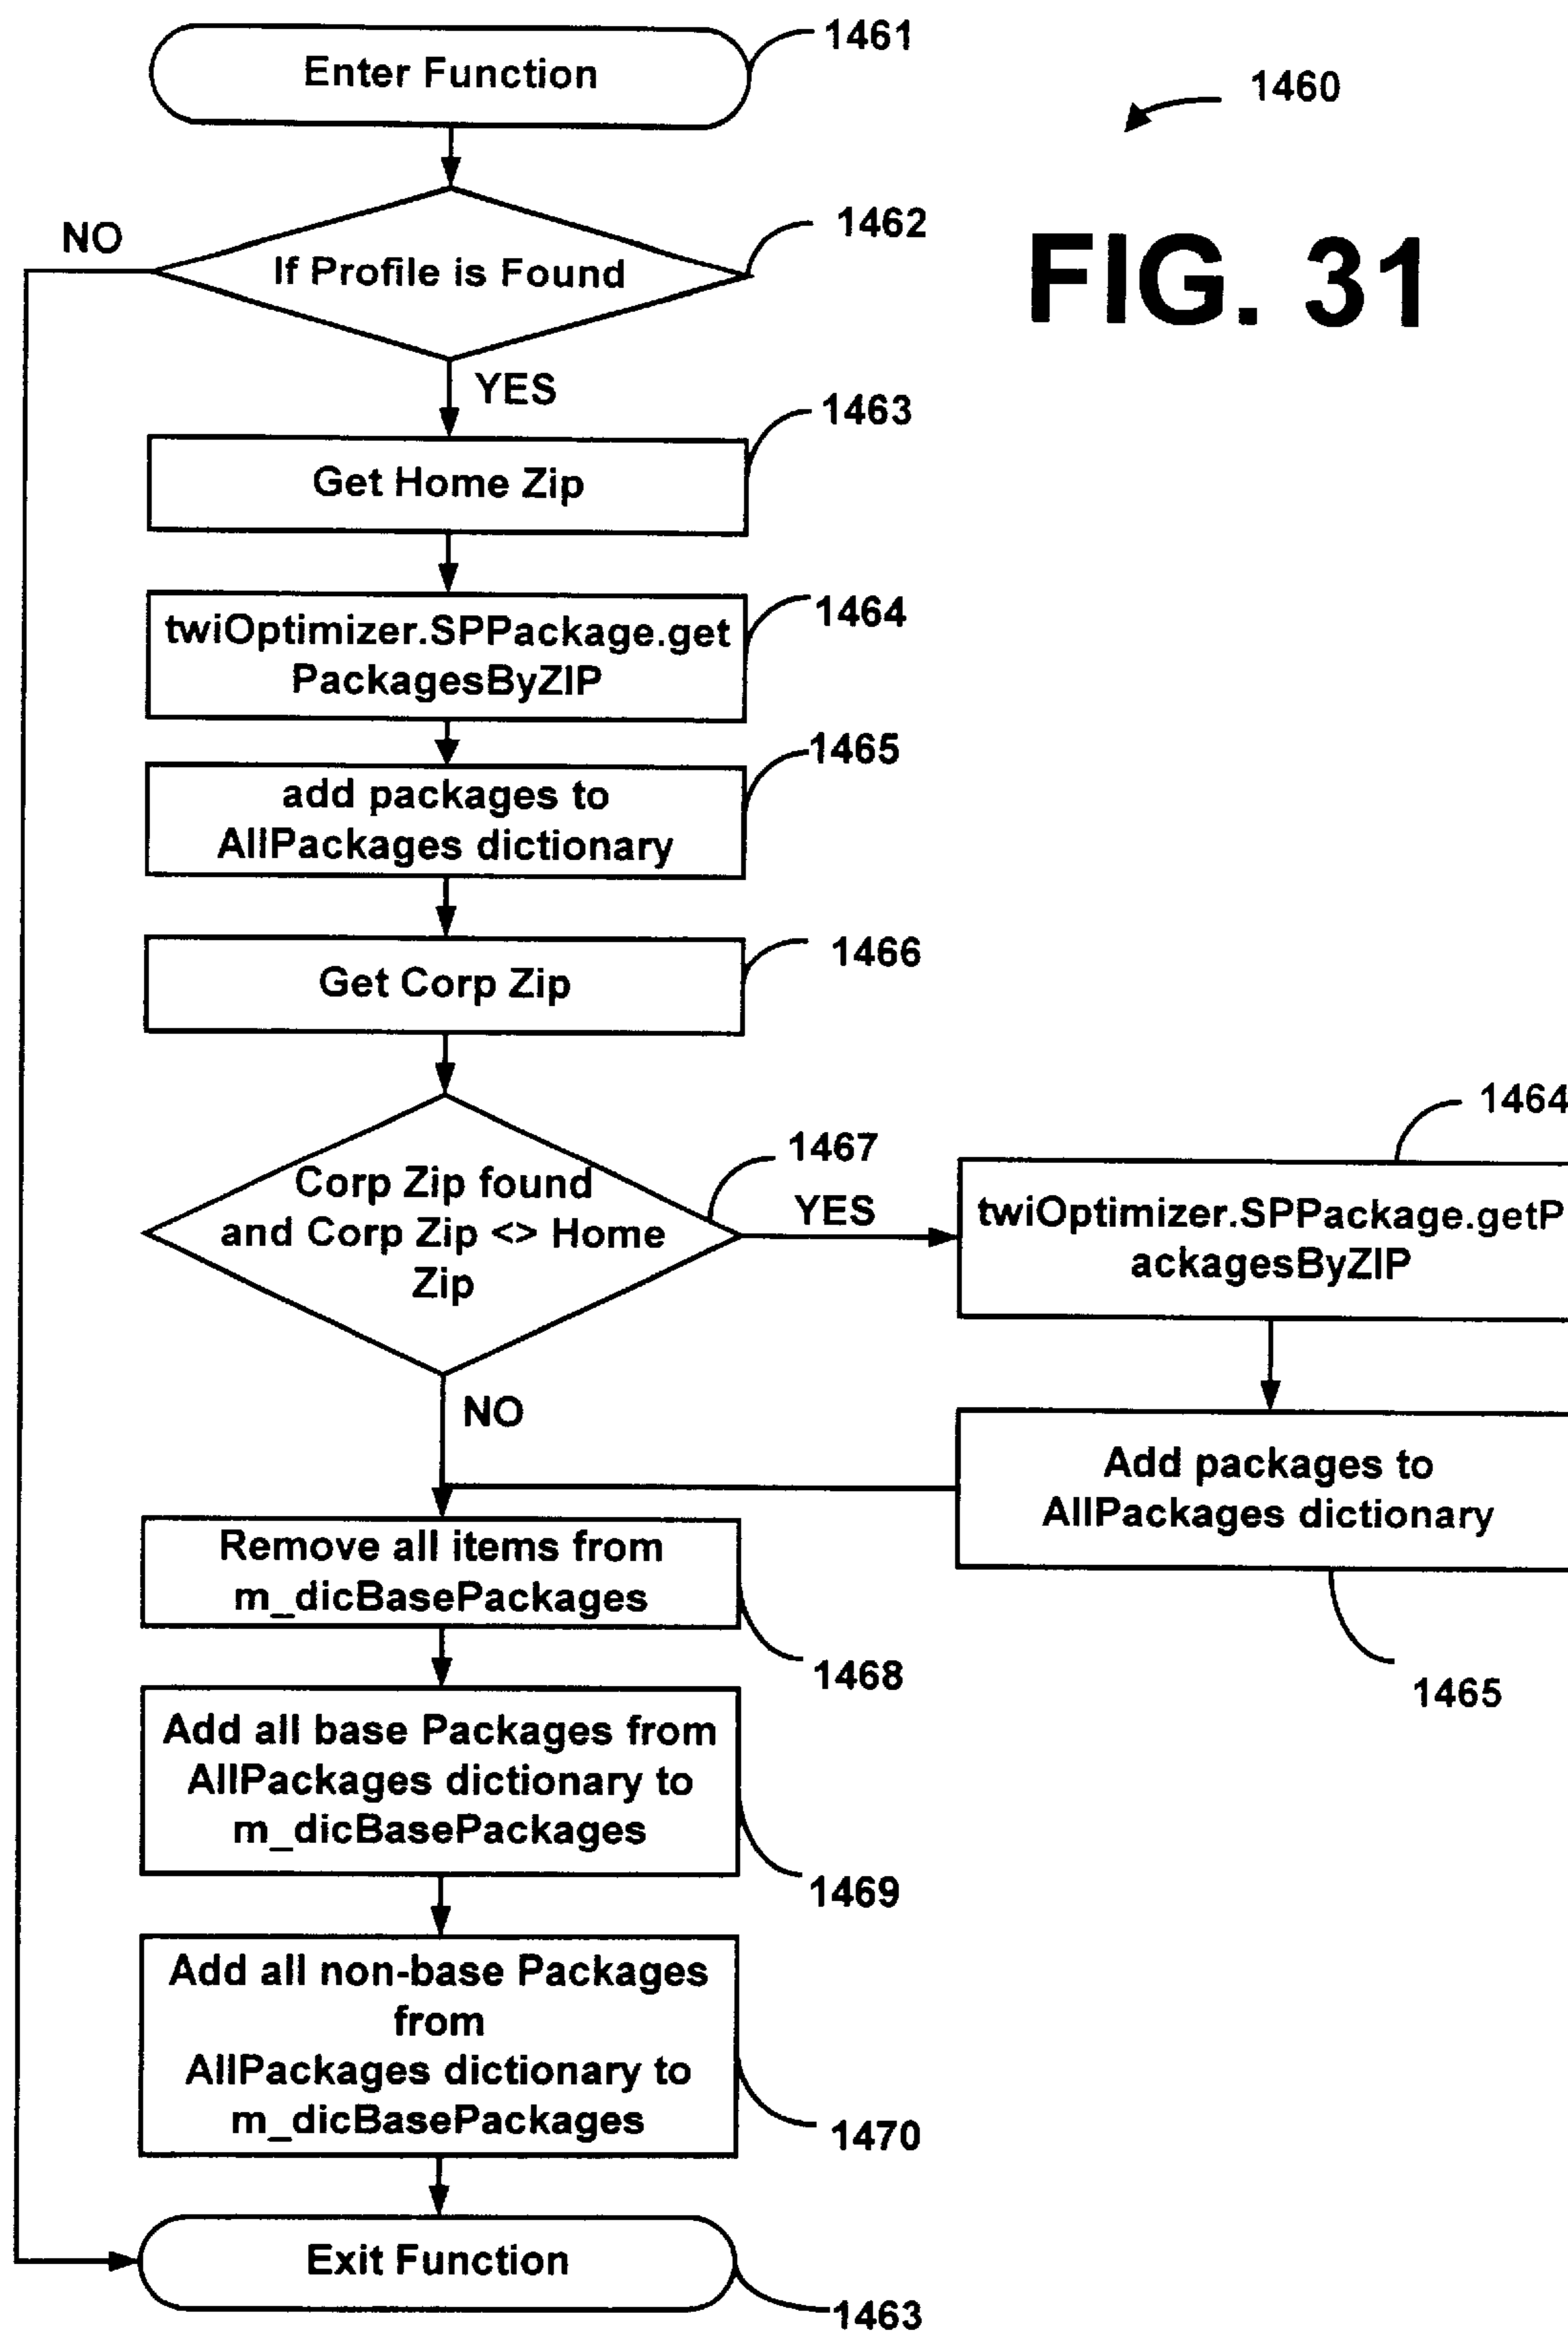 1461
Enter Function
1460
FIG. 31
NO
1462
If Profile is Found
YES
1463
Get Home Zip
1464
twiOptimizer.SPPackage.get
PackagesByZIP
1465
add packages to
AllPackages dictionary
1466
Get Corp Zip
1467
Corp Zip found
and Corp Zip <> Home
Zip
YES
1464
twiOptimizer.SPPackage.getP
ackagesByZIP
NO
Add packages to
AllPackages dictionary
1465
Remove all items from
m_dicBasePackages
1468
Add all base Packages from
AllPackages dictionary to
m_dicBasePackages
1469
Add all non-base Packages
from
AllPackages dictionary to
m_dicBasePackages
1470
Exit Function
1463